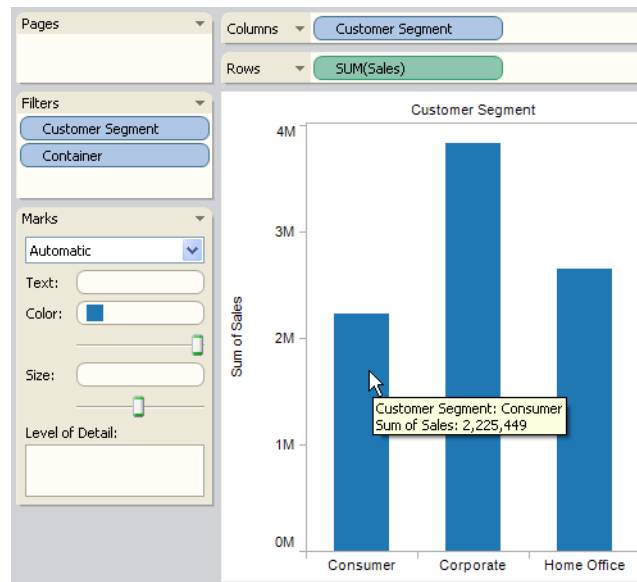 Pages
Columns Customer Segment
Rows SUM(Sales)
Filters
Customer Segment
Container
Marks
Automatic
Text:
Color:
Size:
Level of Detail:
Customer Segment
4M
3M
2M
1M
0M
Sum of Sales
Customer Segment: Consumer
Sum of Sales: 2,225,449
Consumer Corporate Home Office